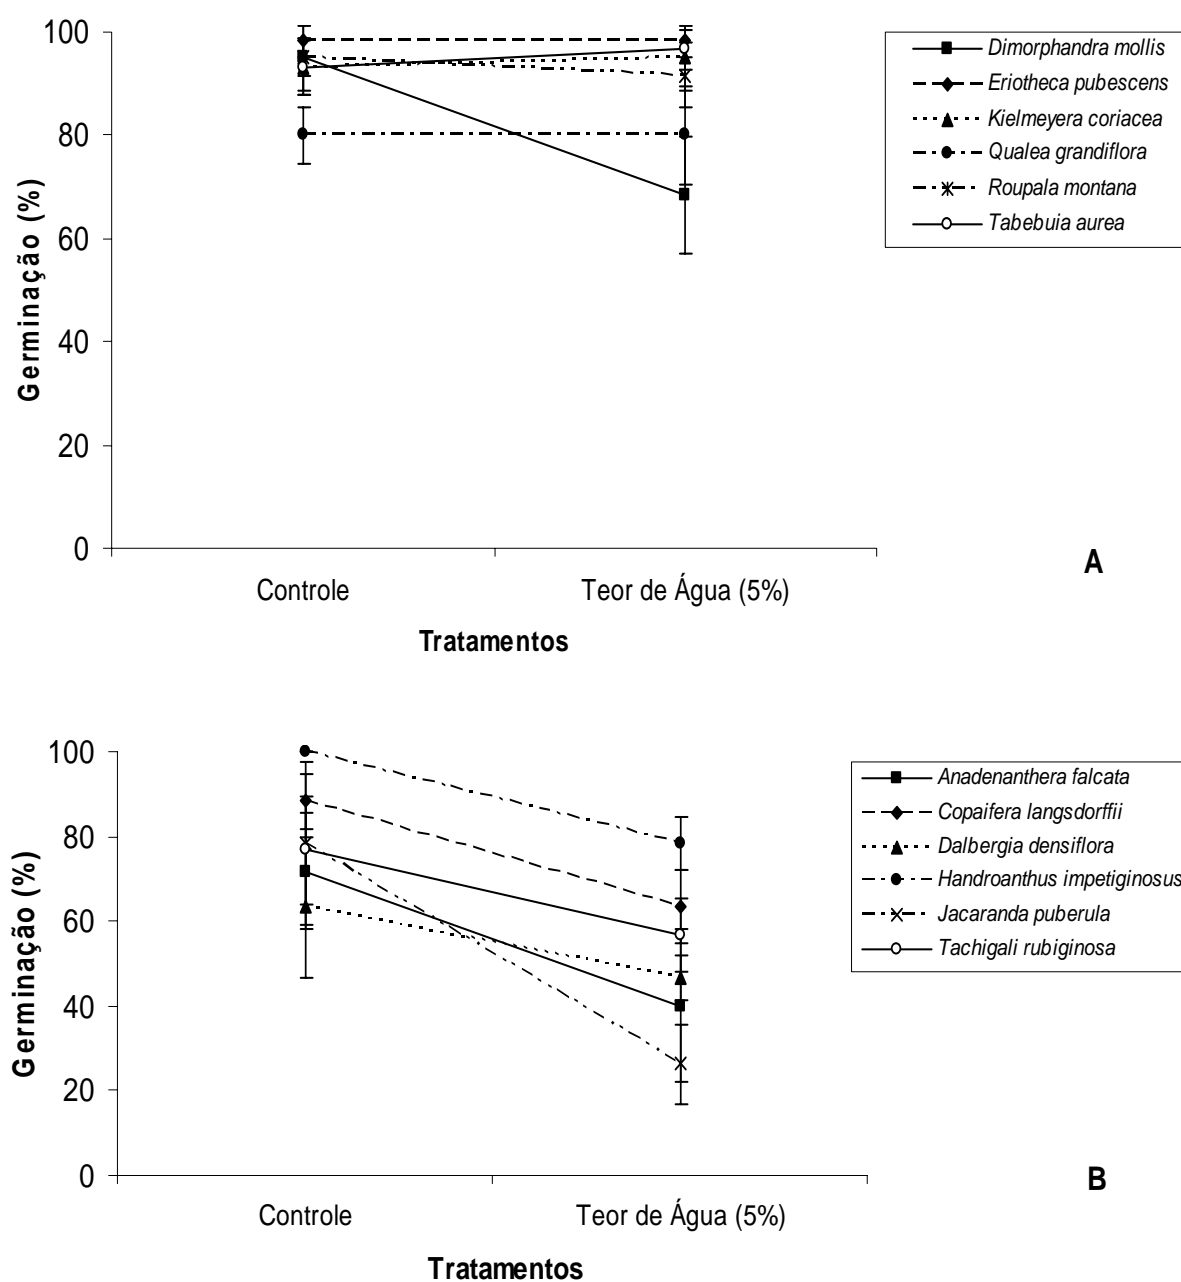 100
80
60
40
20
0
Germinação (%)
Controle
Teor de Água (5%)
Tratamentos
Dimorphandra mollis
Eriotheca pubescens
Kielmeyera coriacea
Qualea grandiflora
Roupala montana
Tabebuia aurea
A
100
80
60
40
20
0
Germinação (%)
Controle
Teor de Água (5%)
Tratamentos
Anadenanthera falcata
Copaifera langsdorffii
Dalbergia densiflora
Handroanthus impetiginosus
Jacaranda puberula
Tachigali rubiginosa
B